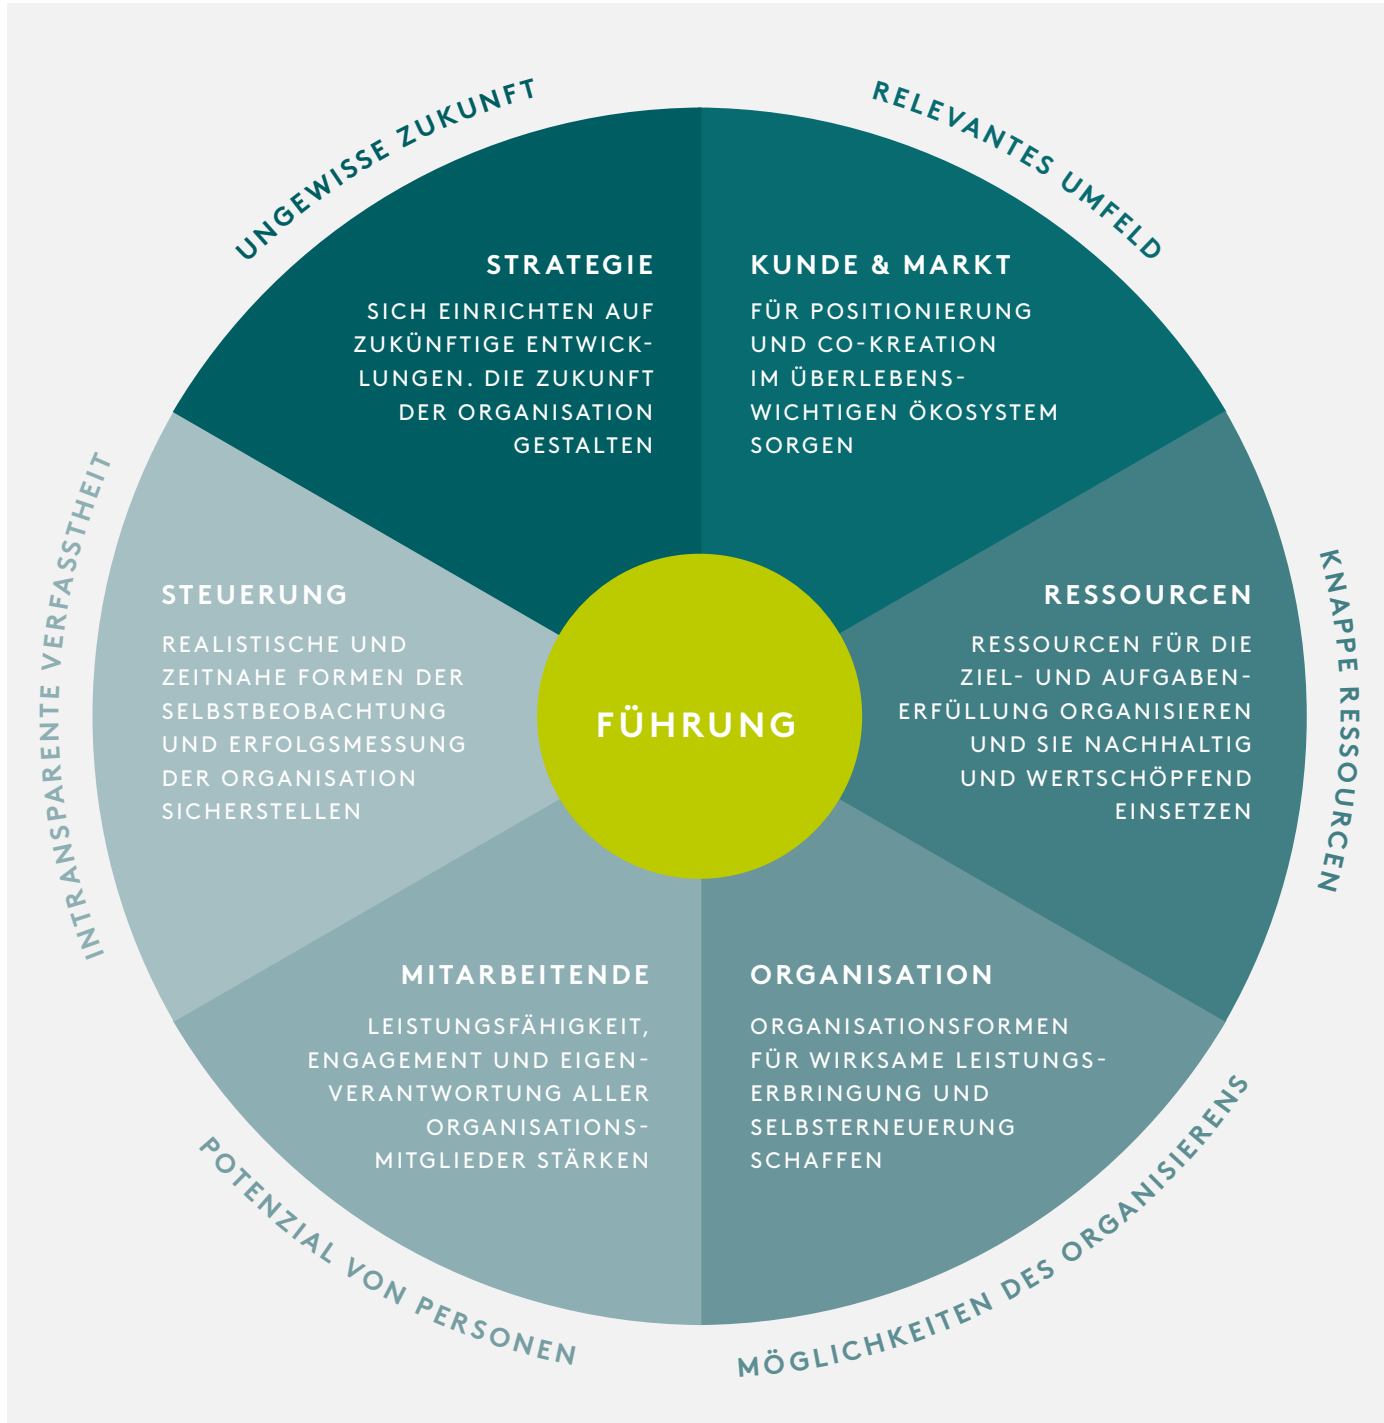 UNGEWISSE ZUKUNFT
RELEVANTES UMFELD
STRATEGIE
SICH EINRICHTEN AUF
ZUKÜNFTIGE ENTWICK-
LUNGEN. DIE ZUKUNFT
DER ORGANISATION
GESTALTEN
KUNDE & MARKT
FÜR POSITIONIERUNG
UND CO-KREATION
IM ÜBERLEBENS-
WICHTIGEN ÖKOSYSTEM
SORGEN
INTRANSPARENTE VERFASSTHEIT
STEUERUNG
REALISTISCHE UND
ZEITNAHE FORMEN DER
SELBSTBEOBACHTUNG
UND ERFOLGSMESSUNG
DER ORGANISATION
SICHERSTELLEN
FÜHRUNG
RESSOURCEN
RESSOURCEN FÜR DIE
ZIEL- UND AUFGABEN-
ERFÜLLUNG ORGANISIEREN
UND SIE NACHHALTIG
UND WERTSCHÖPFEND
EINSETZEN
KNAPPE RESSOURCEN
MITARBEITENDE
LEISTUNGSFÄHIGKEIT,
ENGAGEMENT UND EIGEN-
VERANTWORTUNG ALLER
ORGANISATIONS-
MITGLIEDER STÄRKEN
ORGANISATION
ORGANISATIONSFORMEN
FÜR WIRKSAME LEISTUNGS-
ERBRINGUNG UND
SELBSTERNEUERUNG
SCHAFFEN
POTENZIAL VON PERSONEN
MÖGLICHKEITEN DES ORGANISIERENS